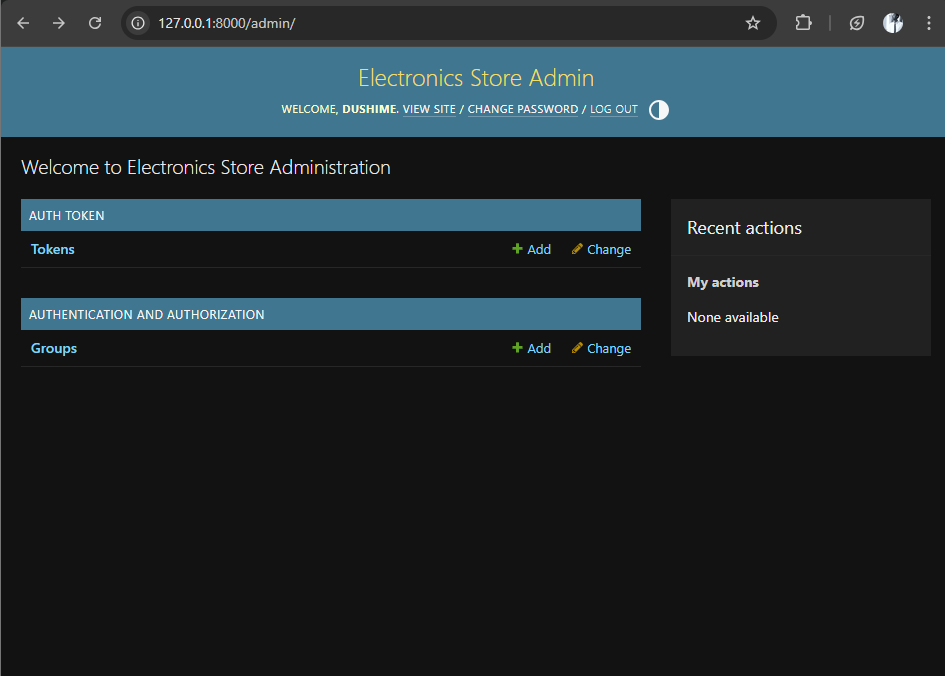 127.0.0.1:8000/admin/
Electronics Store Admin
WELCOME, DUSHIME. VIEW SITE / CHANGE PASSWORD / LOG OUT
Welcome to Electronics Store Administration
AUTH TOKEN
Tokens Add Change
AUTHENTICATION AND AUTHORIZATION
Groups Add Change
Recent actions
My actions
None available